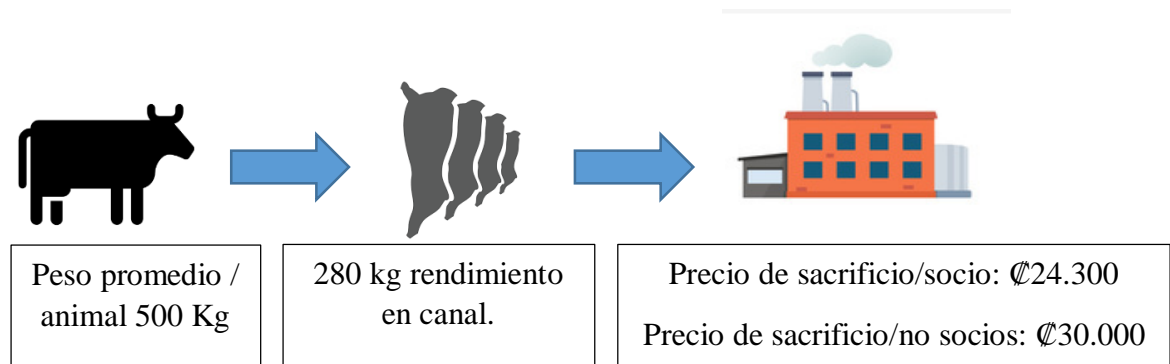 Peso promedio /
animal 500 Kg
280 kg rendimiento
en canal.
Precio de sacrificio/socio: ₡24.300
Precio de sacrificio/no socios: ₡30.000